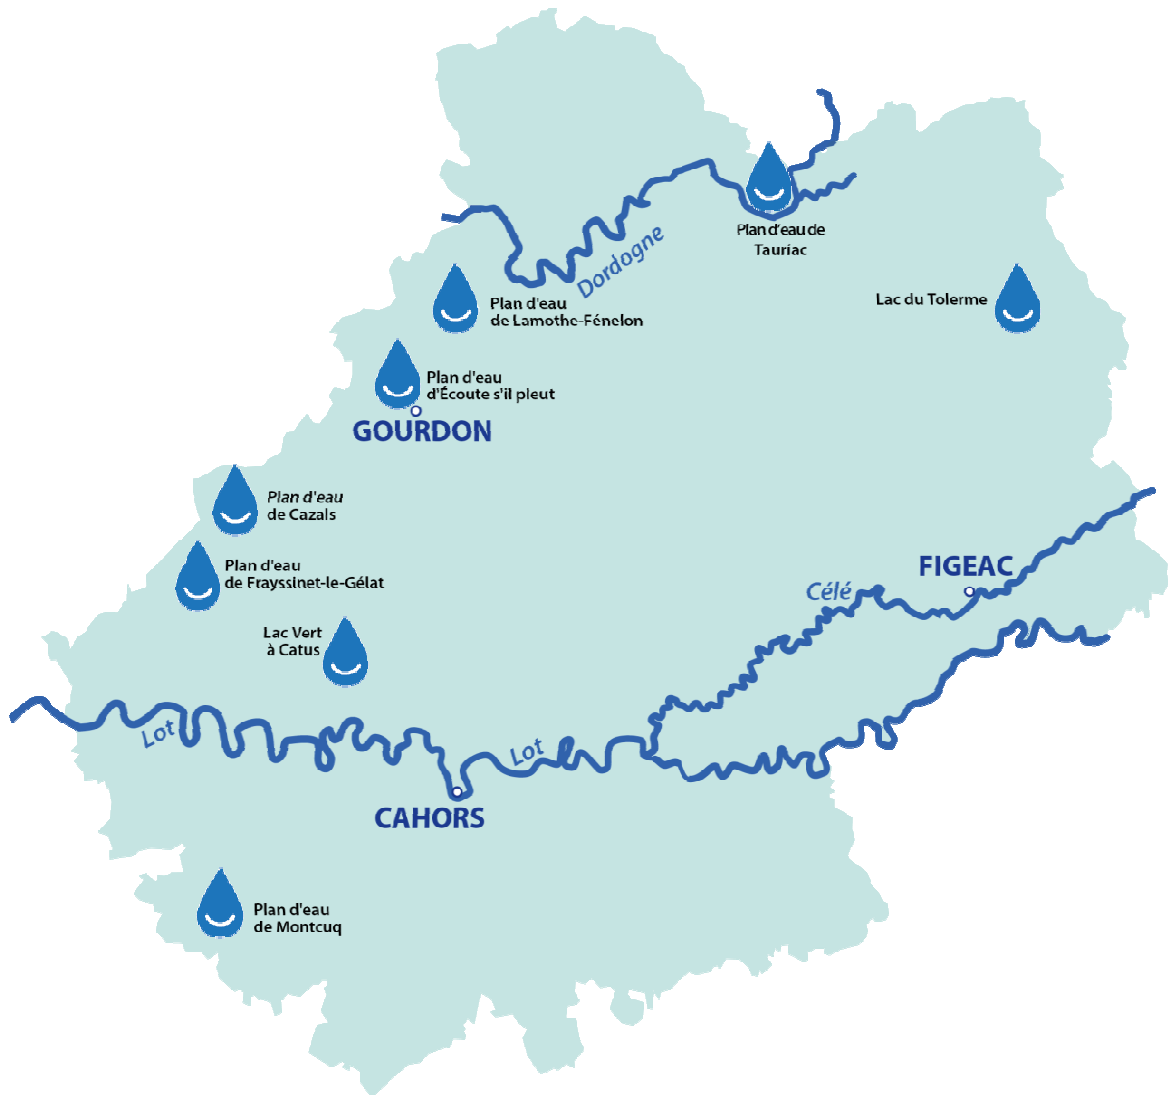 Plan d'eau de
Tauriac
Dordogne
Plan d'eau
de Lamothe-Fénelon
Lac du Tolerme
Plan d'eau
d'Écoute s'il pleut
GOURDON
Plan d'eau
de Cazals
Plan d'eau
de Frayssinet-le-Gélat
FIGEAC
Célé
Lac Vert
à Catus
Lot
Lot
CAHORS
Plan d'eau
de Montcuq